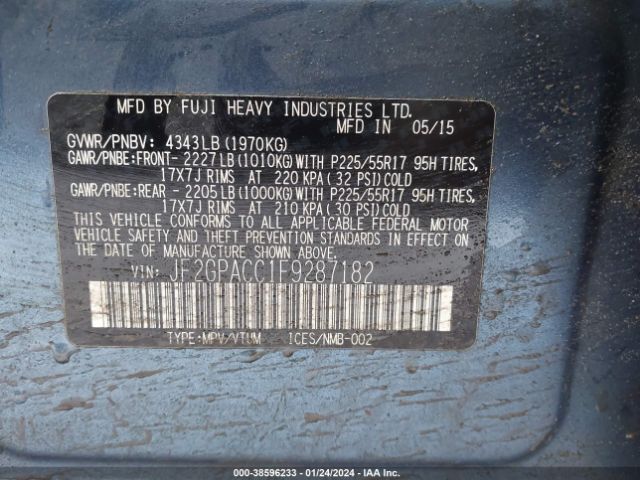 MFD BY FUJI HEAVY INDUSTRIES LTD.
MFD IN 05/15
GVWR/PNBV: 4343LB(1970KG)
GAWR/PNBE:FRONT- 2227LB(1010KG)WITH P225/55R17 95H TIRES,
17X7J RIMS AT 220 KPA(32 PSI)COLD
GAWR/PNBE:REAR - 2205LB(1000KG)WITH P225/55R17 95H TIRES,
17X7J RIMS AT 210 KPA(30 PSI)COLD
THIS VEHICLE CONFORMS TO ALL APPLICABLE FEDERAL MOTOR
VEHICLE SAFETY AND THEFT PREVENTION STANDARDS
IN EFFECT ON THE DATE OF MANUFACTURE SHOWN ABOVE.
VIN: JF2GPACC1F9287182
TYPE:MPV/VTUM ICES/NMB-002
000-38596233 - 01/24/2024 - IAA Inc.